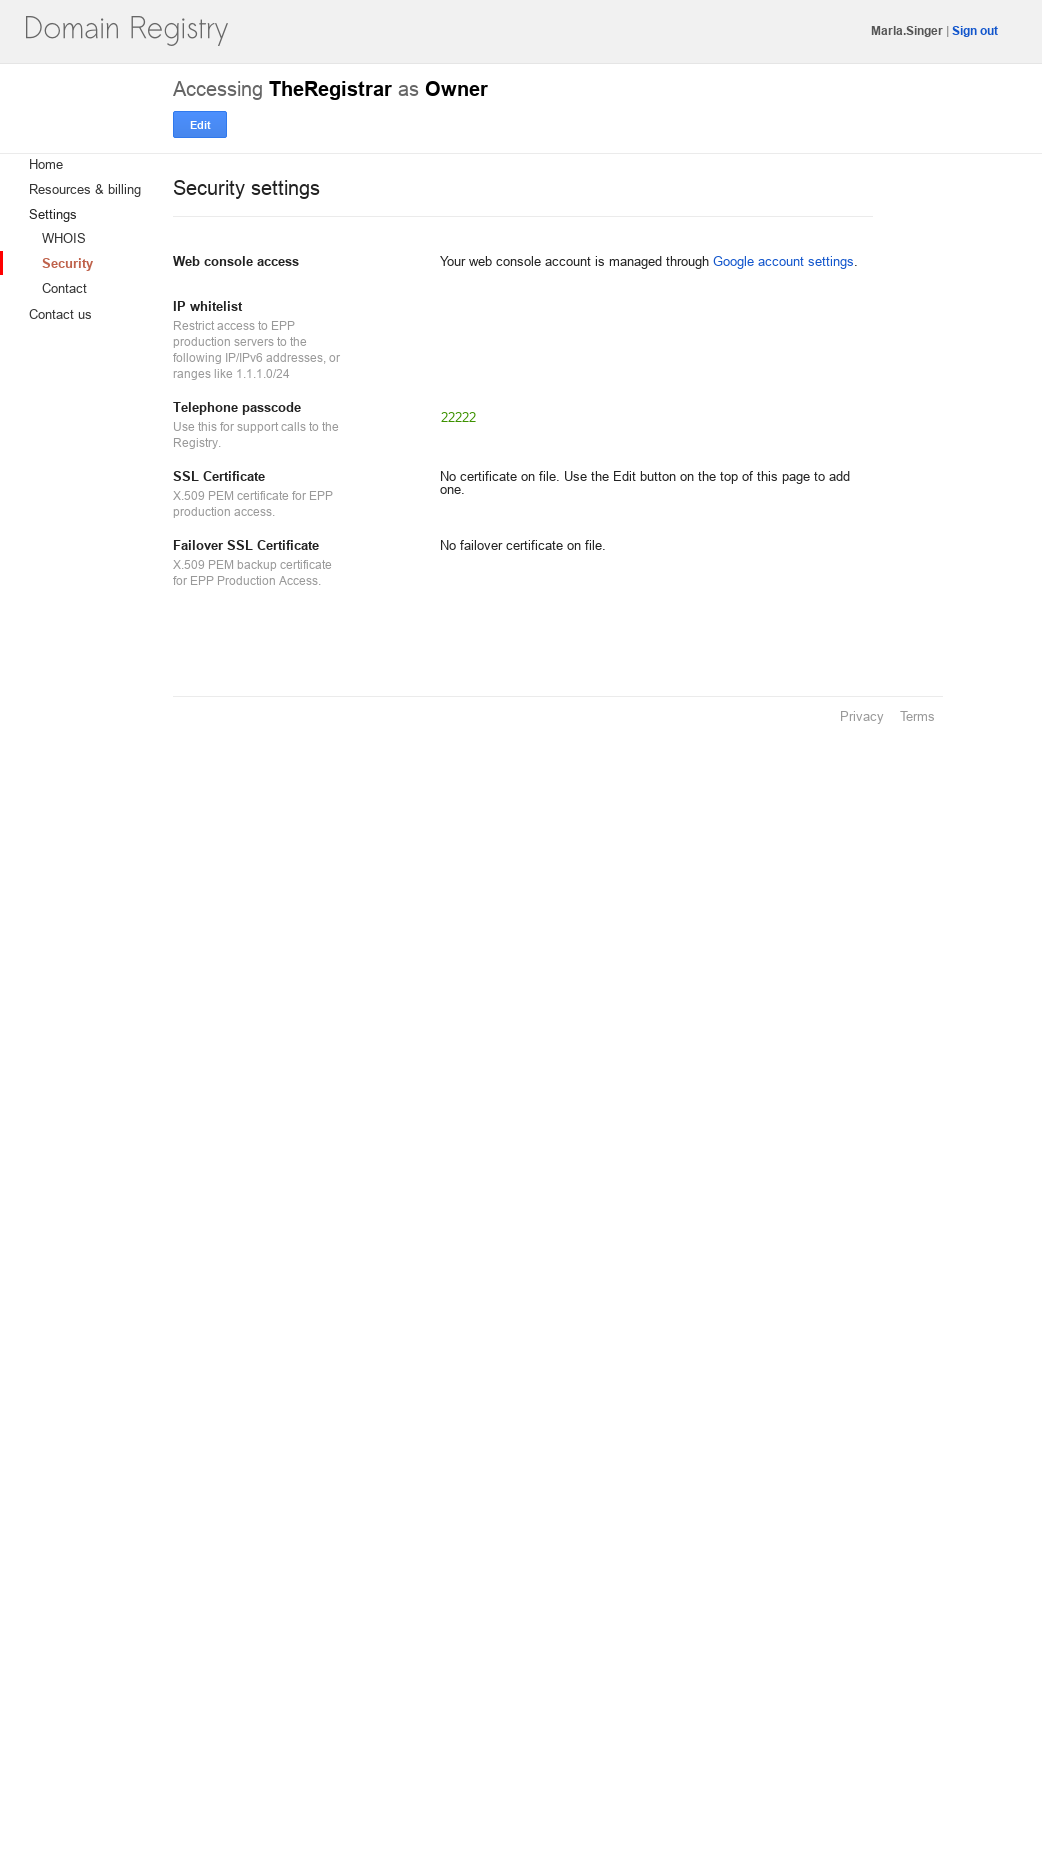 Domain Registry
Marla.Singer | Sign out
Accessing TheRegistrar as Owner
Edit
Home
Resources & billing
Settings
WHOIS
Security
Contact
Contact us
Security settings
Web console access
Your web console account is managed through Google account settings.
IP whitelist
Restrict access to EPP
production servers to the
following IP/IPv6 addresses, or
ranges like 1.1.1.0/24
Telephone passcode
Use this for support calls to the
Registry.
22222
SSL Certificate
X.509 PEM certificate for EPP
production access.
No certificate on file. Use the Edit button on the top of this page to add
one.
Failover SSL Certificate
X.509 PEM backup certificate
for EPP Production Access.
No failover certificate on file.
Privacy Terms